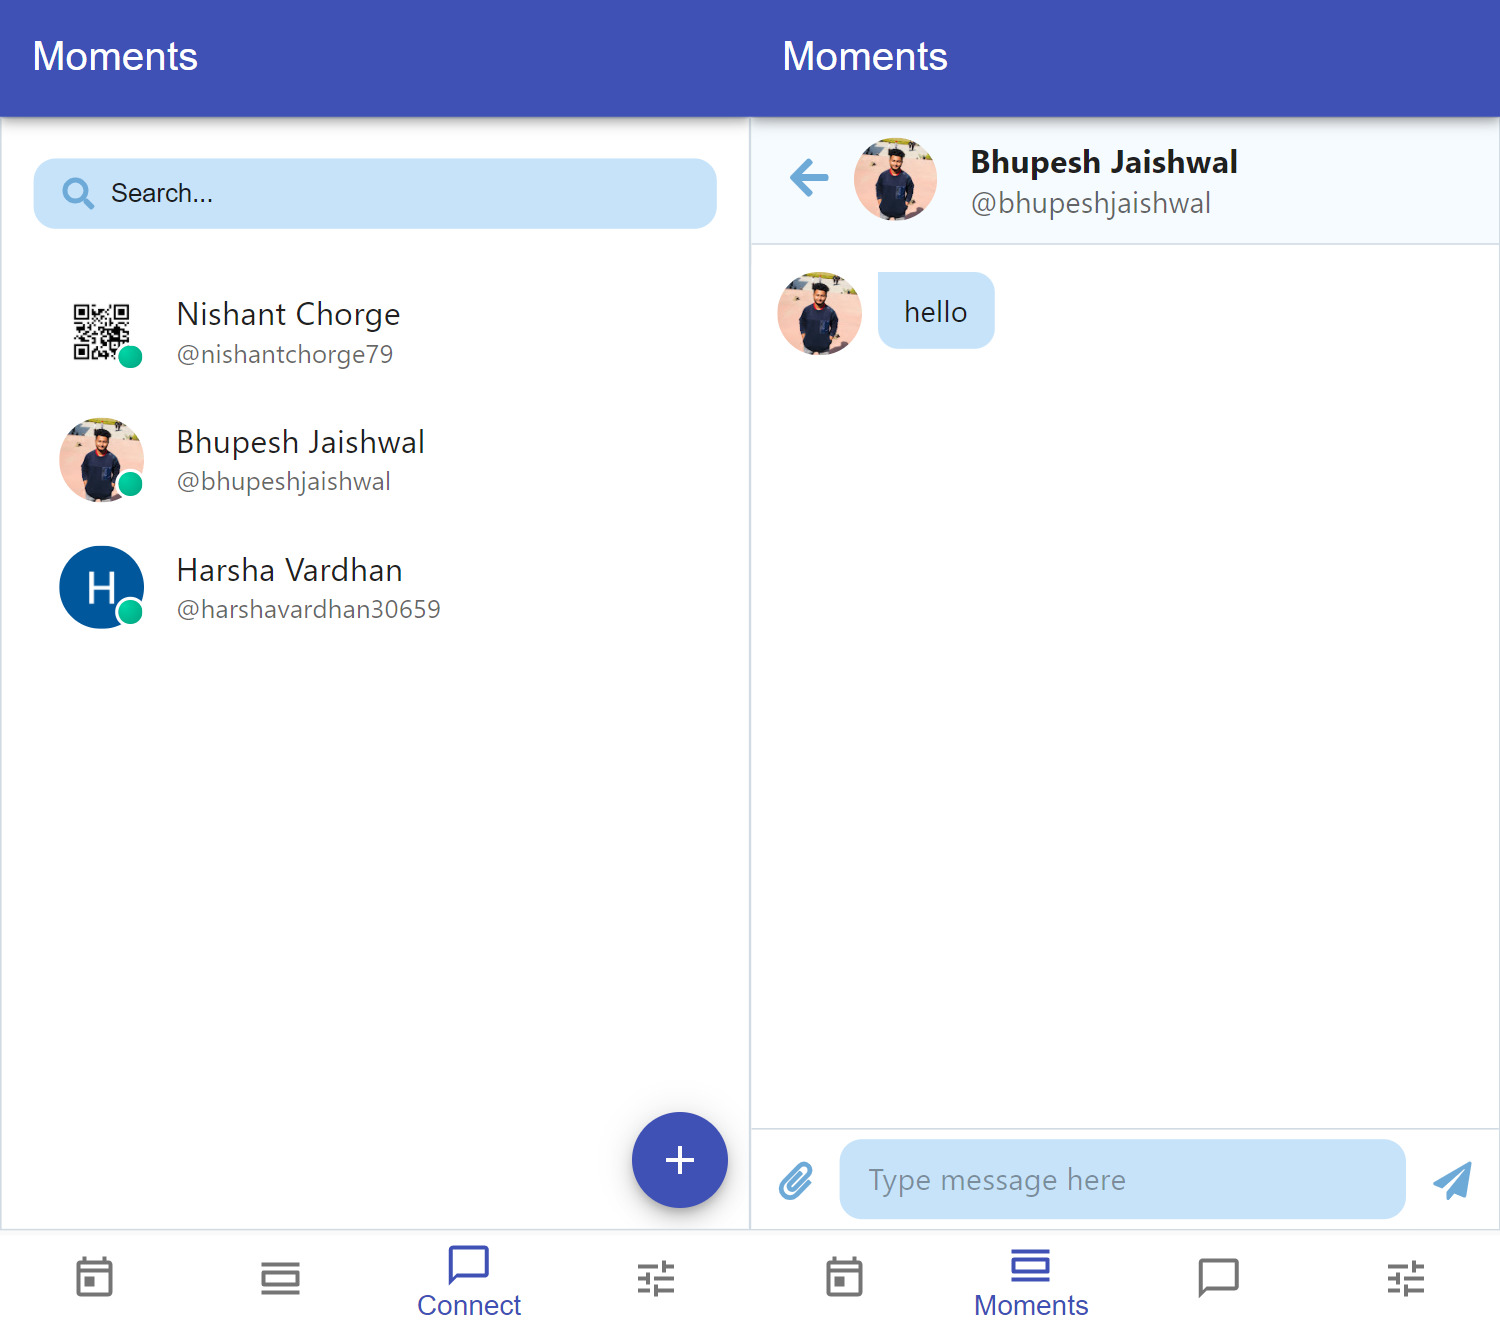 Moments
Search...
Nishant Chorge
@nishantchorge79
Bhupesh Jaishwal
@bhupeshjaishwal
H
Harsha Vardhan
@harshavardhan30659
Connect
Moments
Bhupesh Jaishwal
@bhupeshjaishwal
hello
Type message here
Moments